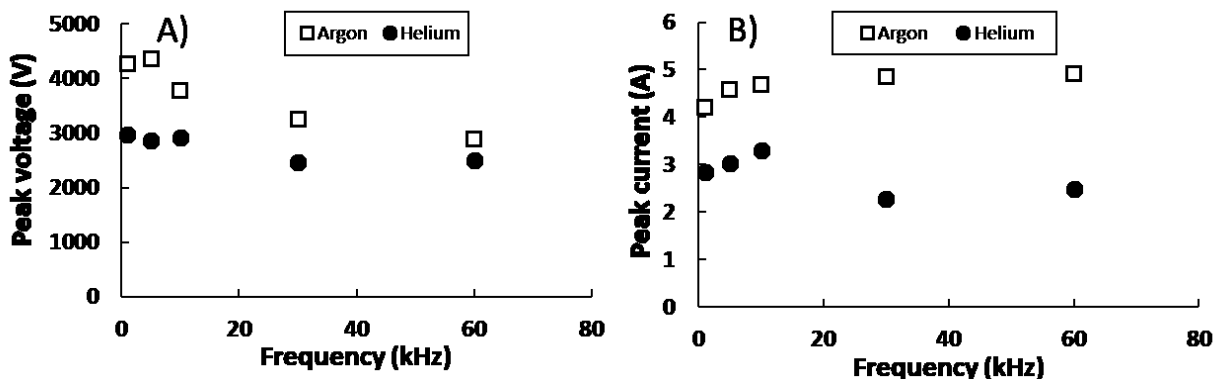 A)
Argon Helium
Peak voltage (V)
5000
4000
3000
2000
1000
0
0 20 40 60 80
Frequency (kHz)
B)
Argon Helium
Peak current (A)
6
5
4
3
2
1
0
0 20 40 60 80
Frequency (kHz)